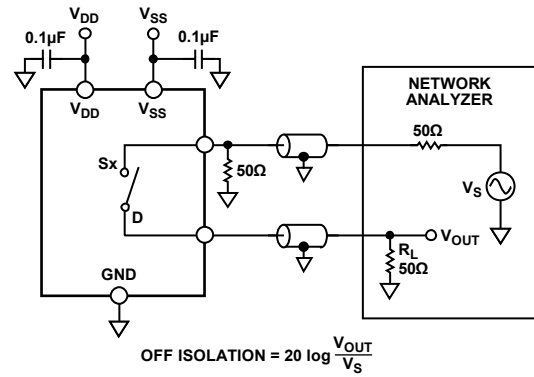 VDD
VSS
0.1µF
0.1µF
VDD
VSS
NETWORK
ANALYZER
50Ω
Sx
50Ω
VS
D
VOUT
RL
50Ω
GND
OFF ISOLATION = 20 log VOUT/VS